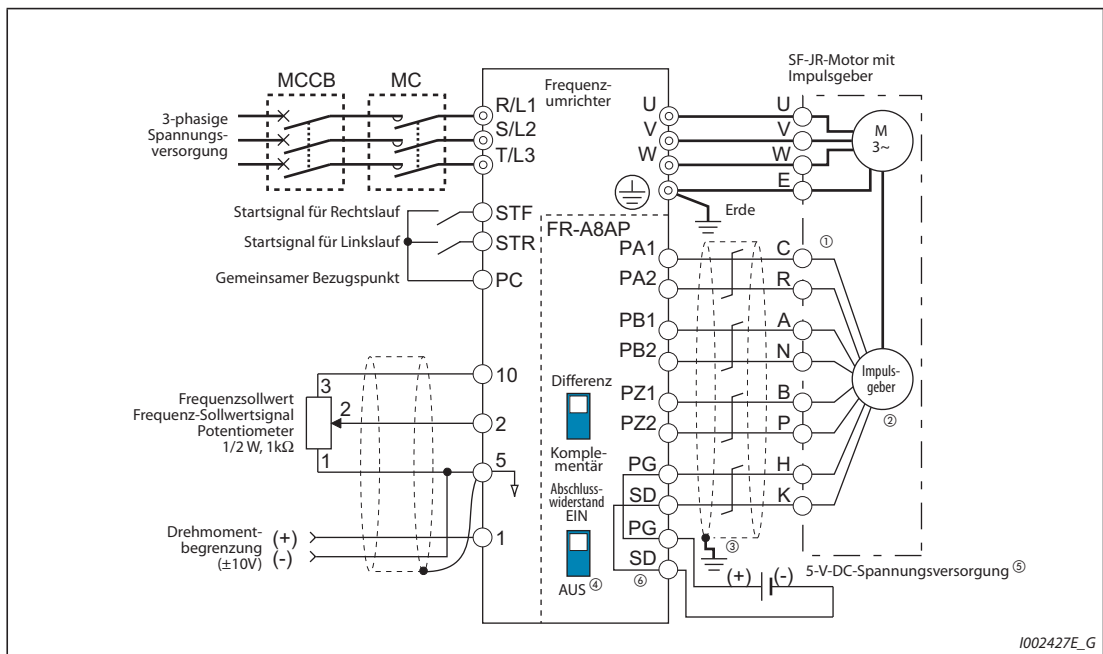 MCCB
MC
3-phasige
Spannungs-
versorgung
R/L1
S/L2
T/L3
Frequenz-
umrichter
U
V
W
SF-JR-Motor mit
Impulsgeber
U
V
W
E
M
3~
Erde
Startsignal für Rechtslauf
STF
Startsignal für Linkslauf
STR
Gemeinsamer Bezugspunkt
PC
FR-A8AP
PA1
PA2
PB1
PB2
PZ1
PZ2
PG
SD
PG
SD
C
①
R
A
N
B
P
H
K
Impuls-
geber
②
Frequenzsollwert
Frequenz-Sollwertsignal
Potentiometer
1/2 W, 1kΩ
3
2
1
10
2
5
1
Drehmoment-
begrenzung
(±10V)
(+)
(-)
Differenz
Komple-
mentär
Abschluss-
widerstand
EIN
AUS ④
③
⑥
5-V-DC-Spannungsversorgung ⑤
(+)
(-)
I002427E_G